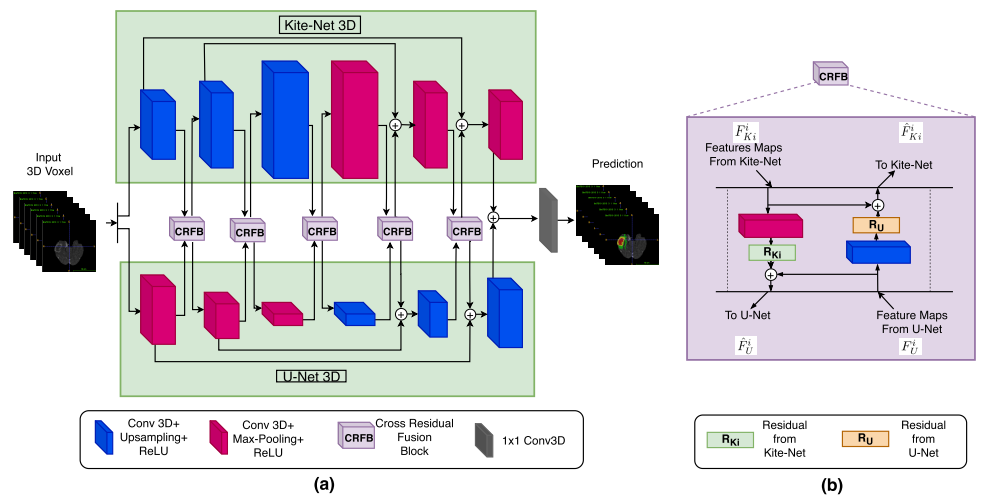 Kite-Net 3D
Input
3D Voxel
Prediction
CRFB
CRFB
CRFB
CRFB
CRFB
U-Net 3D
Conv 3D+
Upsampling+
ReLU
Conv 3D+
Max-Pooling+
ReLU
CRFB
Cross Residual
Fusion
Block
1x1 Conv3D
(a)
CRFB
F^i_{Ki}
F̂^i_{Ki}
Features Maps
From Kite-Net
To Kite-Net
R_U
R_{Ki}
To U-Net
Feature Maps
From U-Net
F̂^i_U
F^i_U
R_{Ki}
Residual
from
Kite-Net
R_U
Residual
from
U-Net
(b)